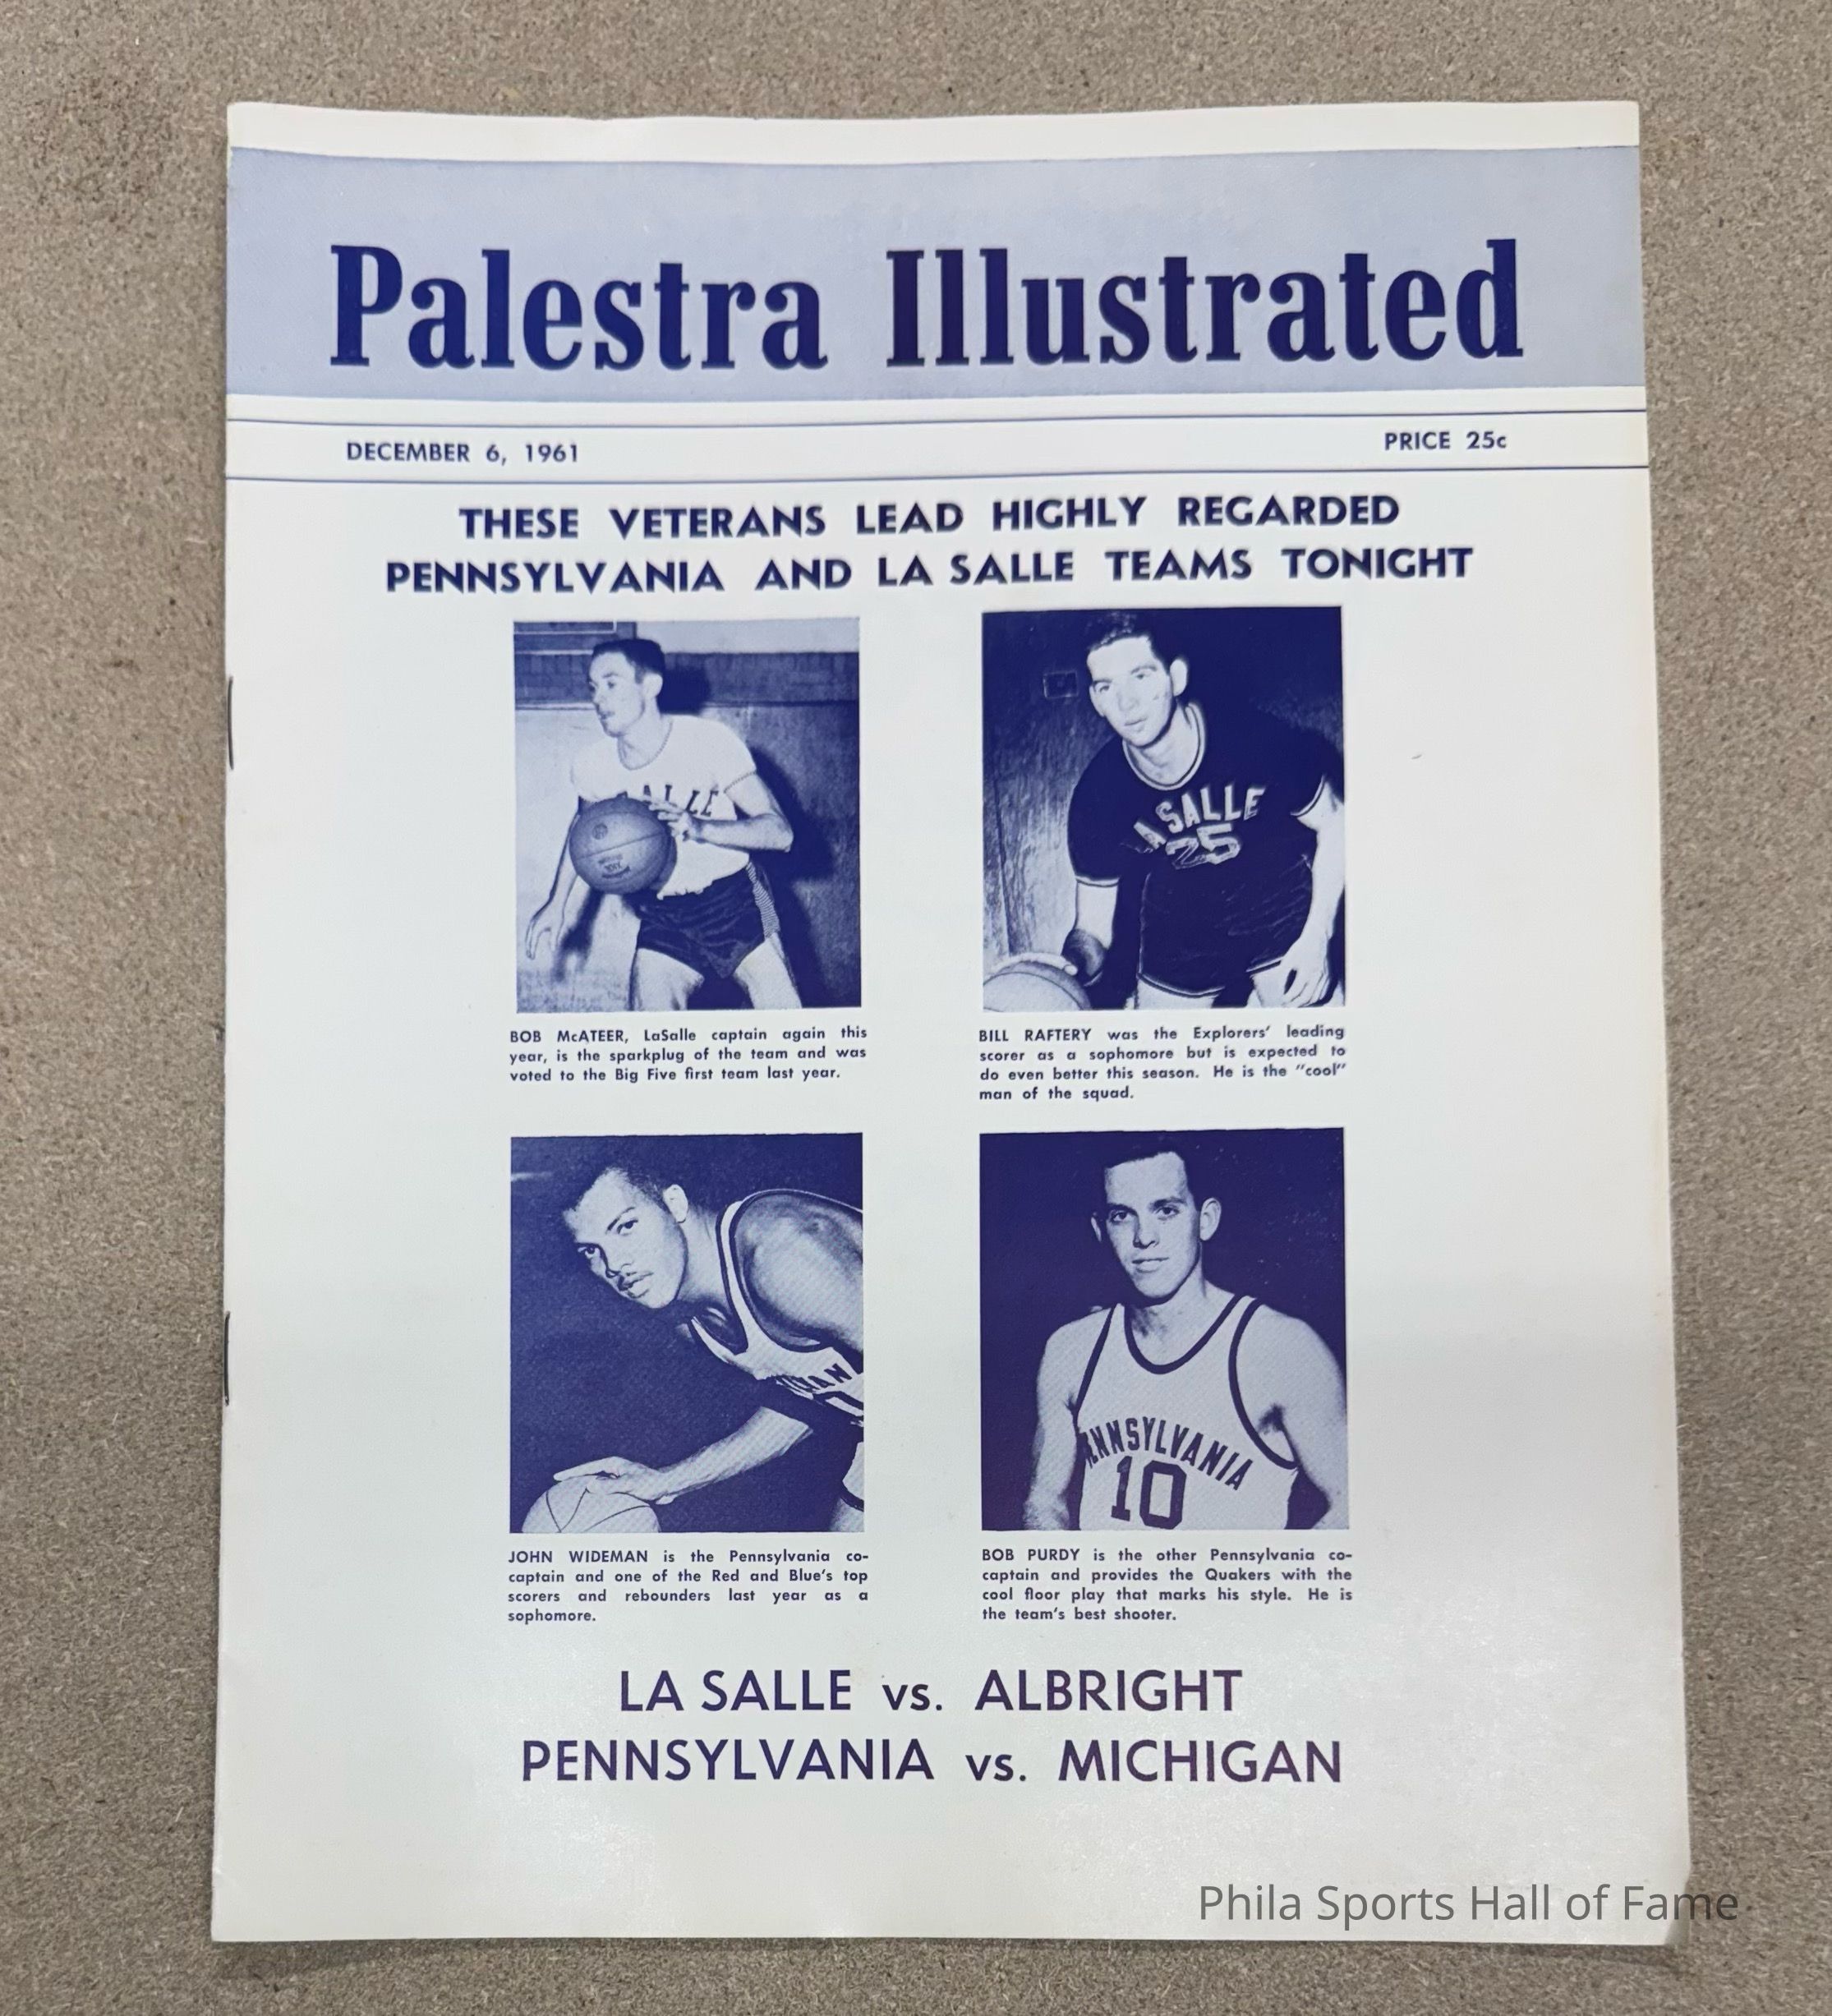 Palestra Illustrated
DECEMBER 6, 1961
PRICE 25c
THESE VETERANS LEAD HIGHLY REGARDED
PENNSYLVANIA AND LA SALLE TEAMS TONIGHT
A SALLE
25
BOB McATEER, LaSalle captain again this
year, is the sparkplug of the team and was
voted to the Big Five first team last year.
BILL RAFTERY was the Explorers' leading
scorer as a sophomore but is expected to
do even better this season. He is the "cool"
man of the squad.
NNSYLVANIA
10
JOHN WIDEMAN is the Pennsylvania co-
captain and one of the Red and Blue's top
scorers and rebounders last year as a
sophomore.
BOB PURDY is the other Pennsylvania co-
captain and provides the Quakers with the
cool floor play that marks his style. He is
the team's best shooter.
LA SALLE vs. ALBRIGHT
PENNSYLVANIA vs. MICHIGAN
Phila Sports Hall of Fame